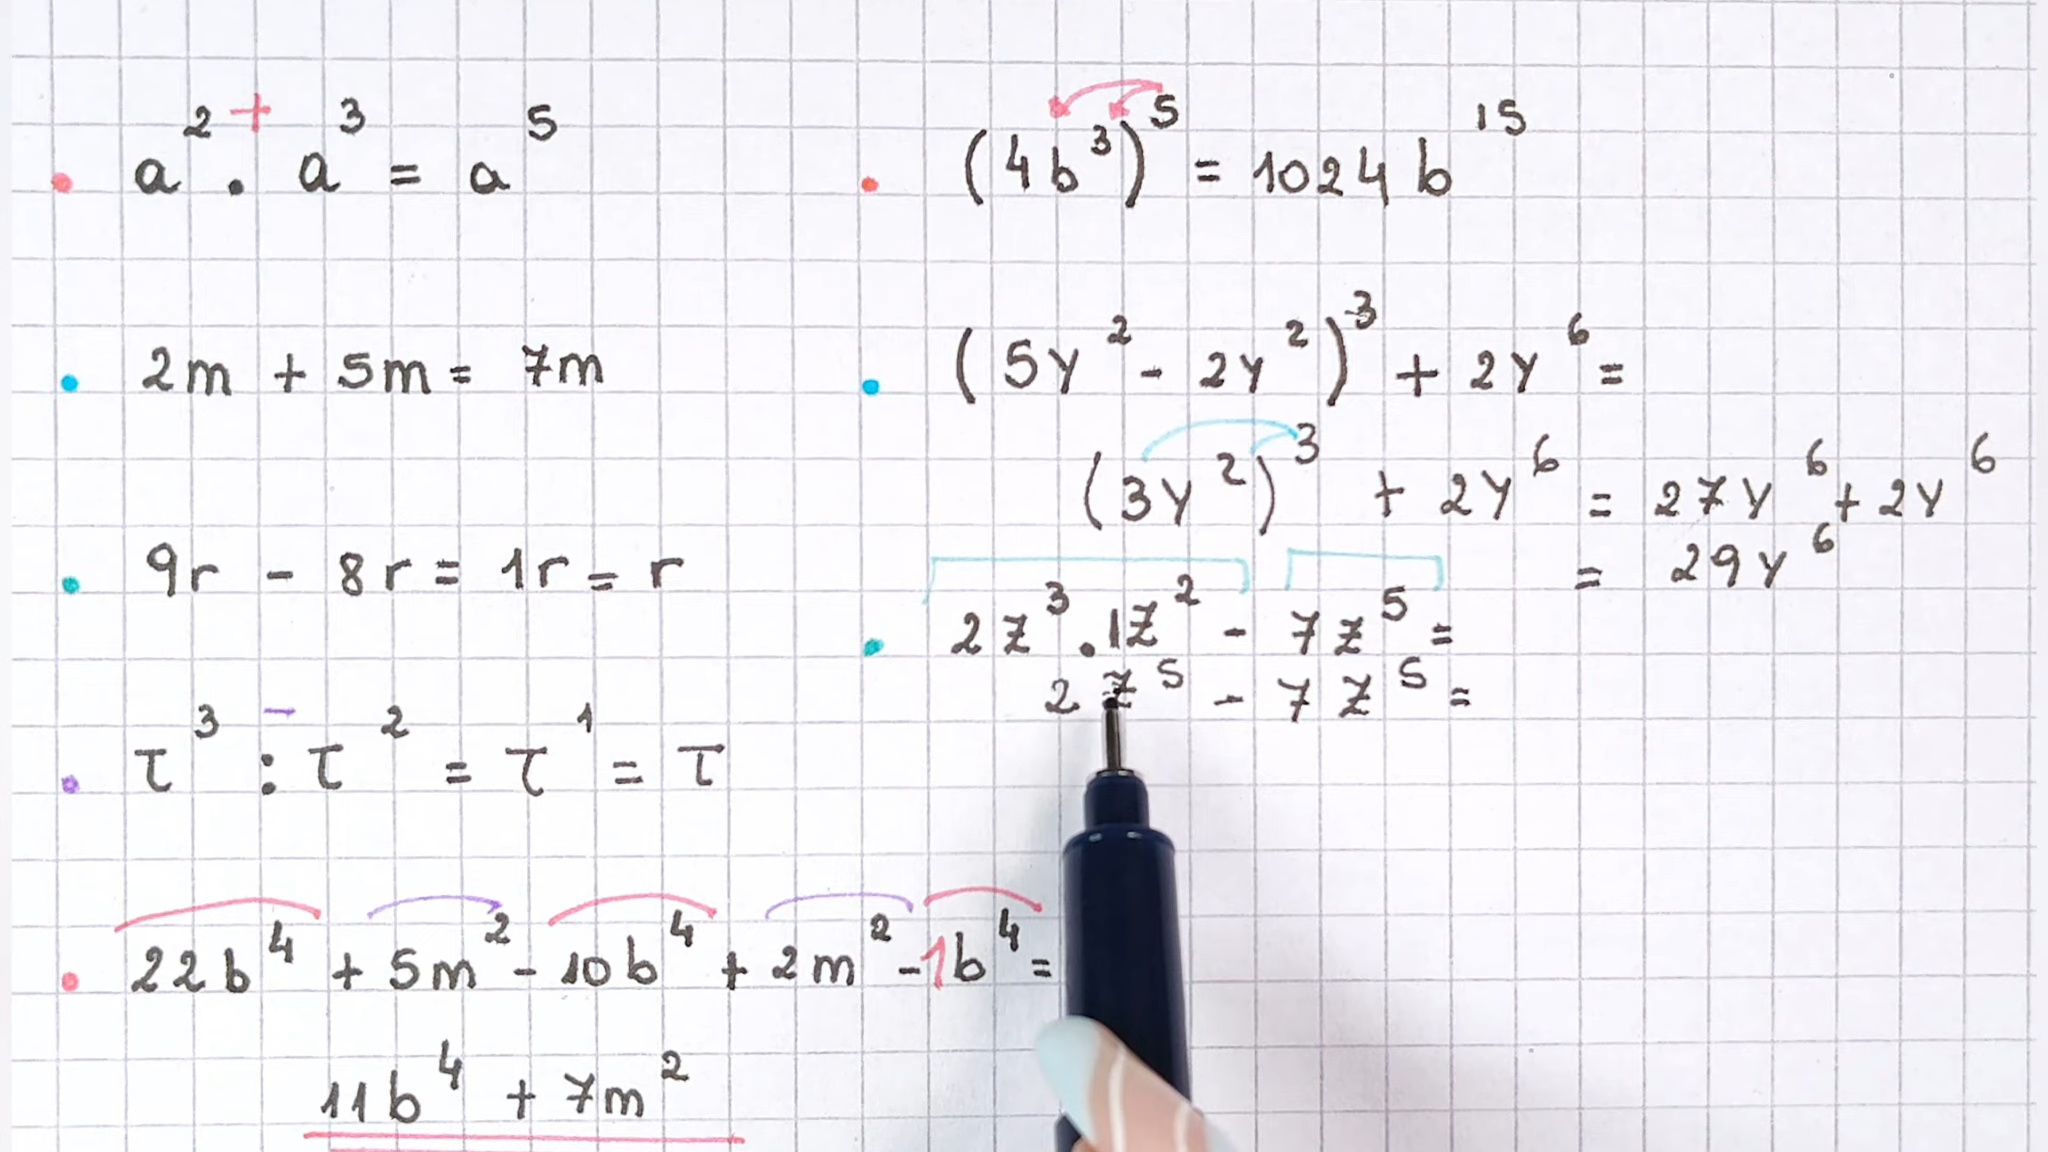 a² · a³ = a⁵
2m + 5m = 7m
9r - 8r = 1r = r
τ³ : τ² = τ¹ = τ
22b⁴ + 5m² - 10b⁴ + 2m² - 1b⁴ =
11b⁴ + 7m²
(4b³)⁵ = 1024b¹⁵
(5y² - 2y²)³ + 2y⁶ =
(3y²)³ + 2y⁶ = 27y⁶ + 2y⁶
= 29y⁶
2z³ . 1z² - 7z⁵ =
2z⁵ - 7z⁵ =